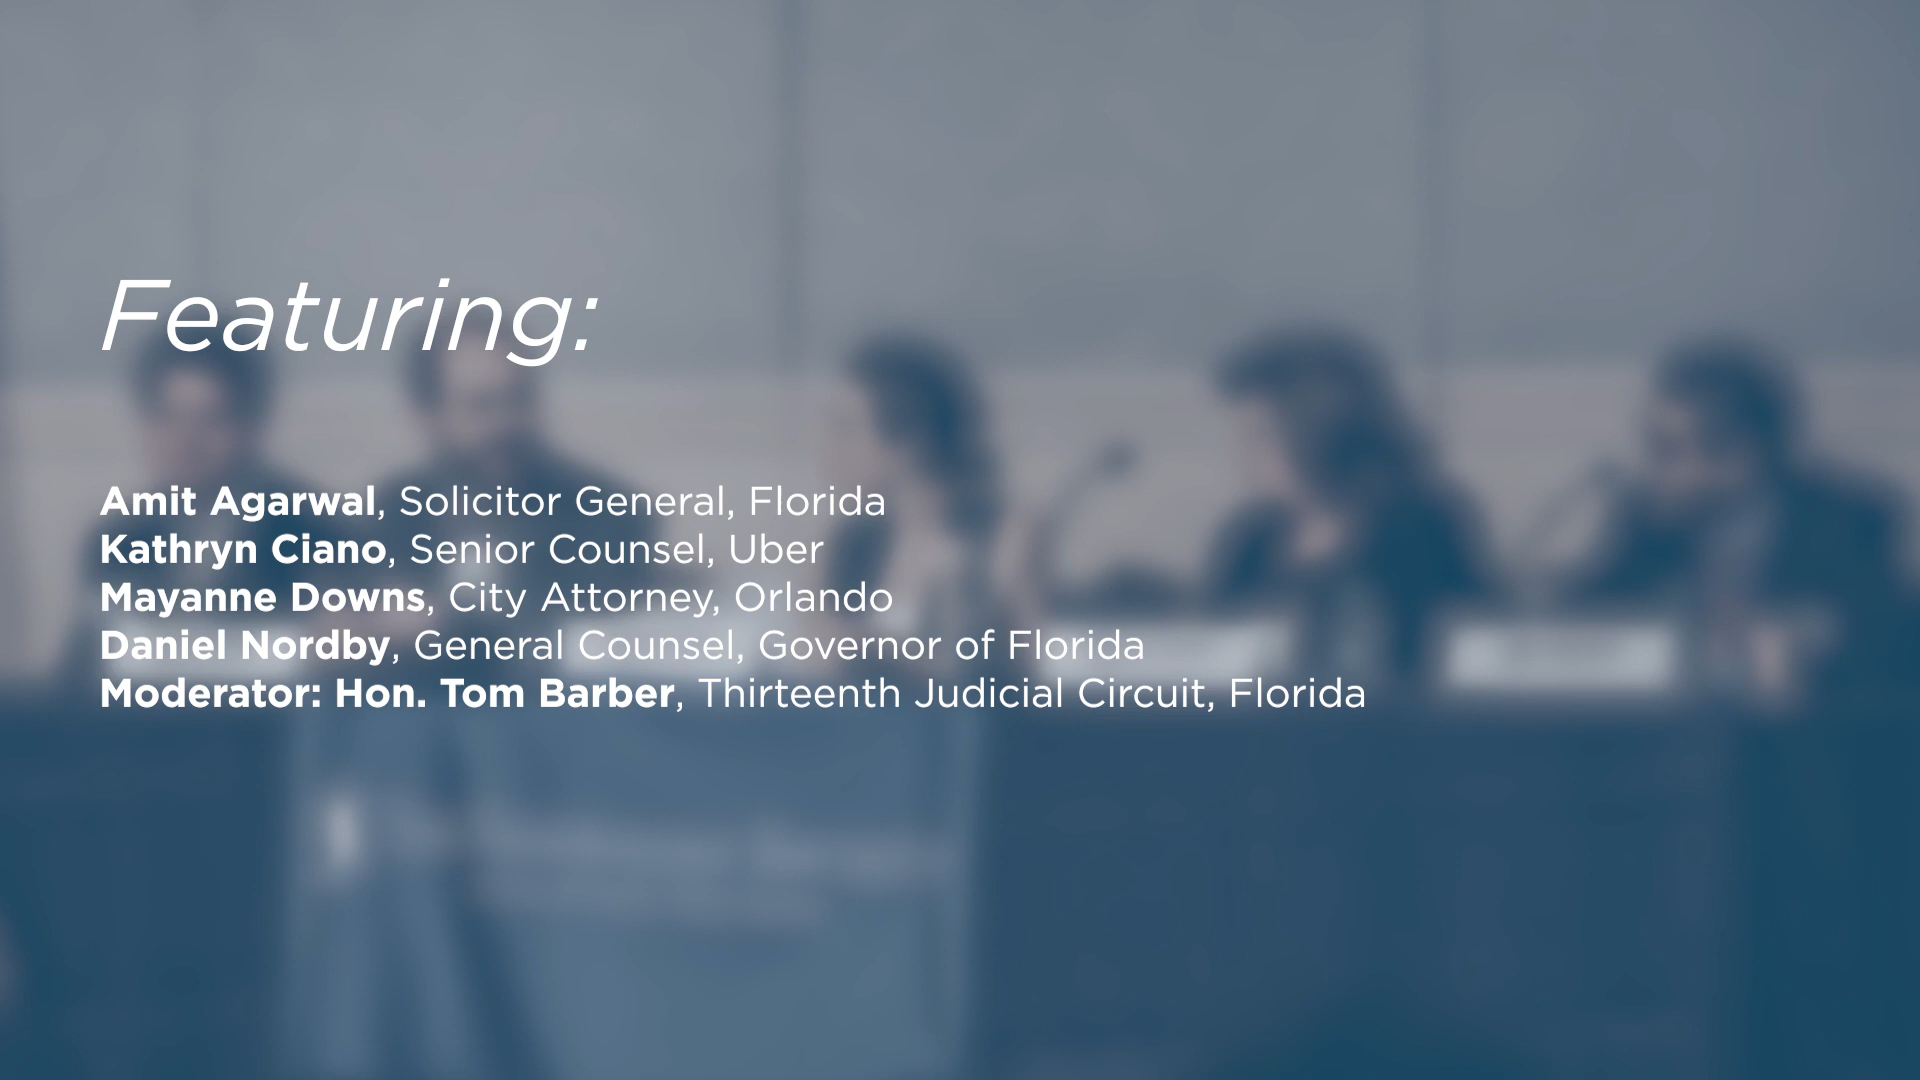 Featuring:
Amit Agarwal, Solicitor General, Florida
Kathryn Ciano, Senior Counsel, Uber
Mayanne Downs, City Attorney, Orlando
Daniel Nordby, General Counsel, Governor of Florida
Moderator: Hon. Tom Barber, Thirteenth Judicial Circuit, Florida